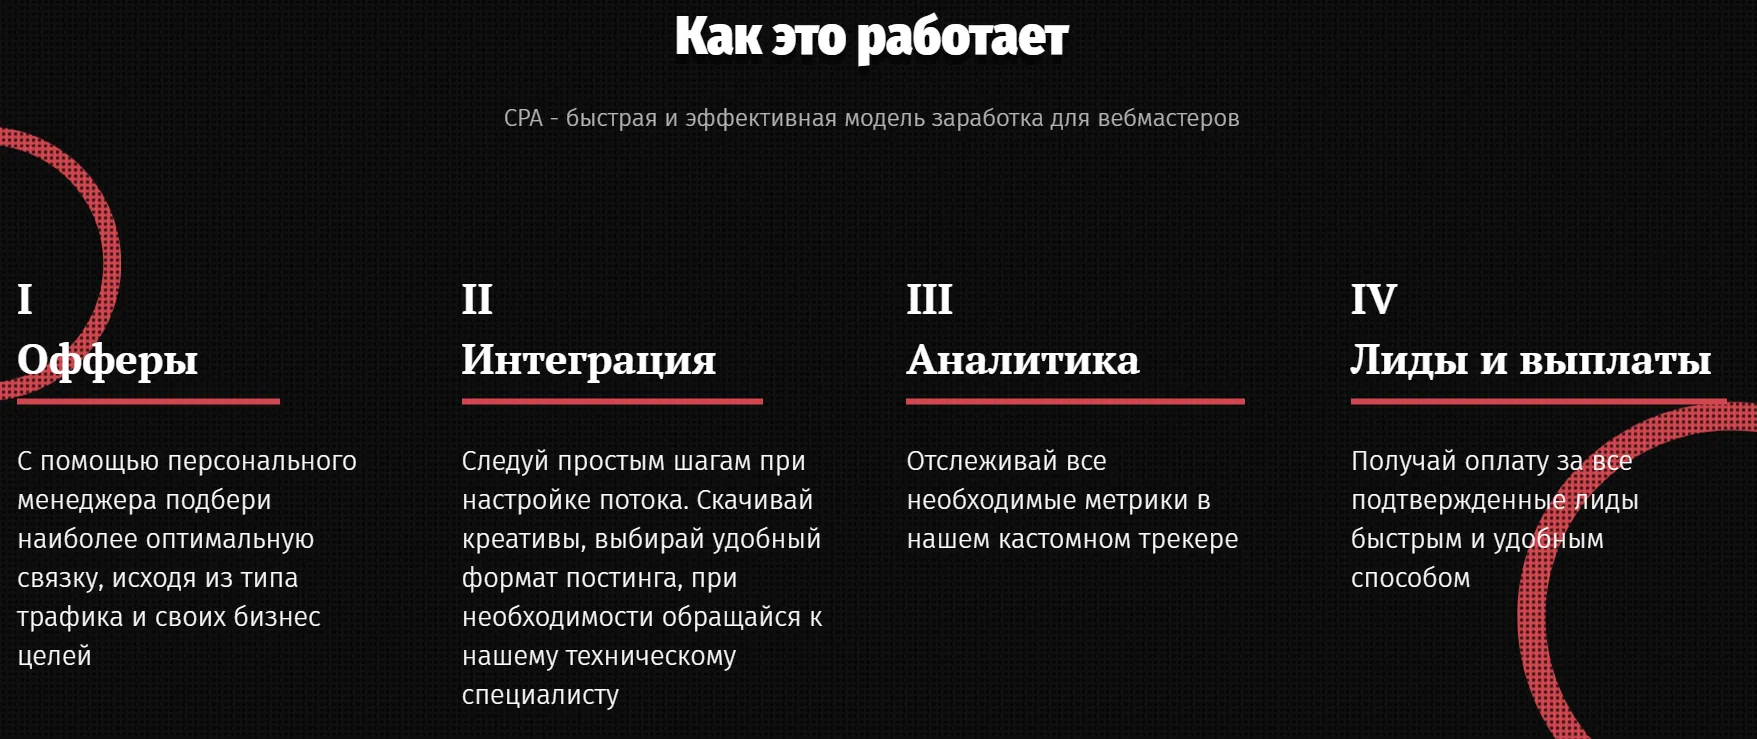 Как это работает
CPA - быстрая и эффективная модель заработка для вебмастеров
I
Офферы
С помощью персонального
менеджера подбери
наиболее оптимальную
связку, исходя из типа
трафика и своих бизнес
целей
II
Интеграция
Следуй простым шагам при
настройке потока. Скачивай
креативы, выбирай удобный
формат постинга, при
необходимости обращайся к
нашему техническому
специалисту
III
Аналитика
Отслеживай все
необходимые метрики в
нашем кастомном трекере
IV
Лиды и выплаты
Получай оплату за все
подтвержденные лиды
быстрым и удобным
способом